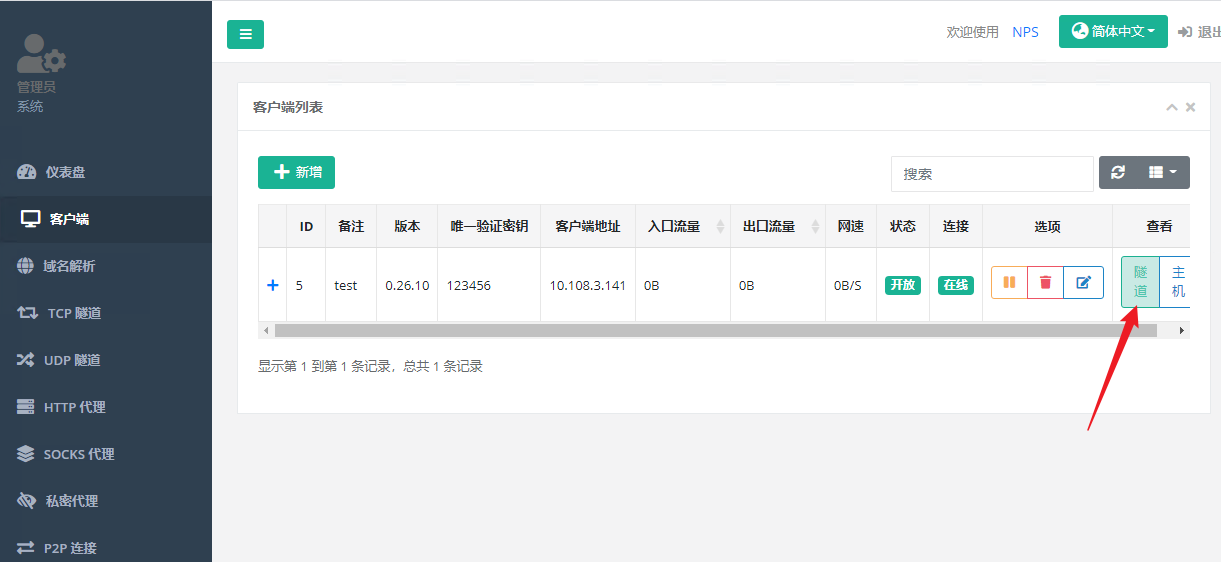 欢迎使用 NPS 简体中文 退出
管理员
系统
仪表盘
客户端
域名解析
TCP 隧道
UDP 隧道
HTTP 代理
SOCKS 代理
私密代理
P2P 连接
客户端列表
新增
搜索
ID 备注 版本 唯一验证密钥 客户端地址 入口流量 出口流量 网速 状态 连接 选项 查看
5 test 0.26.10 123456 10.108.3.141 0B 0B 0B/S 开放 在线 隧道 主机
显示第 1 到第 1 条记录，总共 1 条记录